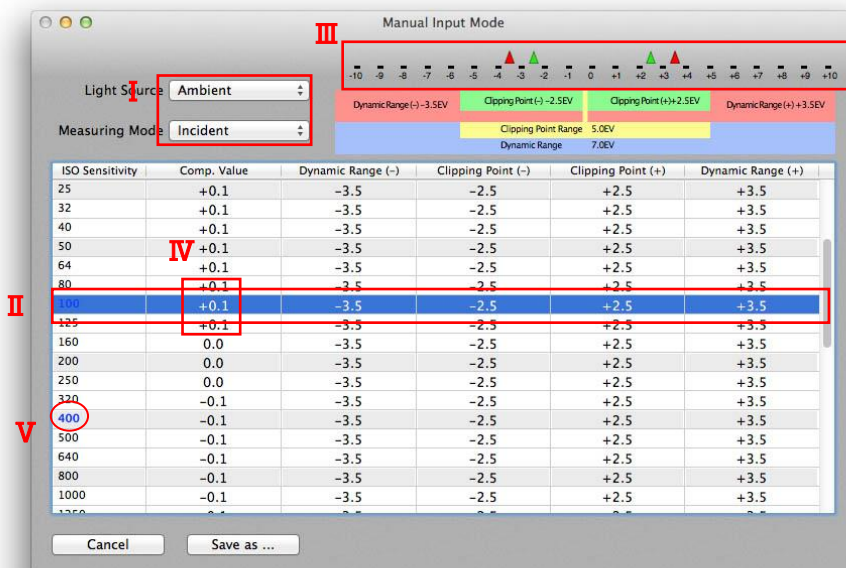 Manual Input Mode
III
-10 -9 -8 -7 -6 -5 -4 -3 -2 -1 0 +1 +2 +3 +4 +5 +6 +7 +8 +9 +10
Light Source Ambient
I
Dynamic Range (-) -3.5EV Clipping Point (-) -2.5EV Clipping Point (+)+2.5EV Dynamic Range (+) +3.5EV
Measuring Mode Incident
Clipping Point Range 5.0EV
Dynamic Range 7.0EV
ISO Sensitivity Comp. Value Dynamic Range (-) Clipping Point (-) Clipping Point (+) Dynamic Range (+)
25 +0.1 -3.5 -2.5 +2.5 +3.5
32 +0.1 -3.5 -2.5 +2.5 +3.5
40 +0.1 -3.5 -2.5 +2.5 +3.5
50 +0.1 -3.5 -2.5 +2.5 +3.5
IV
64 +0.1 -3.5 -2.5 +2.5 +3.5
80 +0.1 -3.5 -2.5 +2.5 +3.5
II
100 +0.1 -3.5 -2.5 +2.5 +3.5
125 +0.1 -3.5 -2.5 +2.5 +3.5
160 0.0 -3.5 -2.5 +2.5 +3.5
200 0.0 -3.5 -2.5 +2.5 +3.5
250 0.0 -3.5 -2.5 +2.5 +3.5
320 -0.1 -3.5 -2.5 +2.5 +3.5
400 -0.1 -3.5 -2.5 +2.5 +3.5
V
500 -0.1 -3.5 -2.5 +2.5 +3.5
640 -0.1 -3.5 -2.5 +2.5 +3.5
800 -0.1 -3.5 -2.5 +2.5 +3.5
1000 -0.1 -3.5 -2.5 +2.5 +3.5
Cancel Save as ...